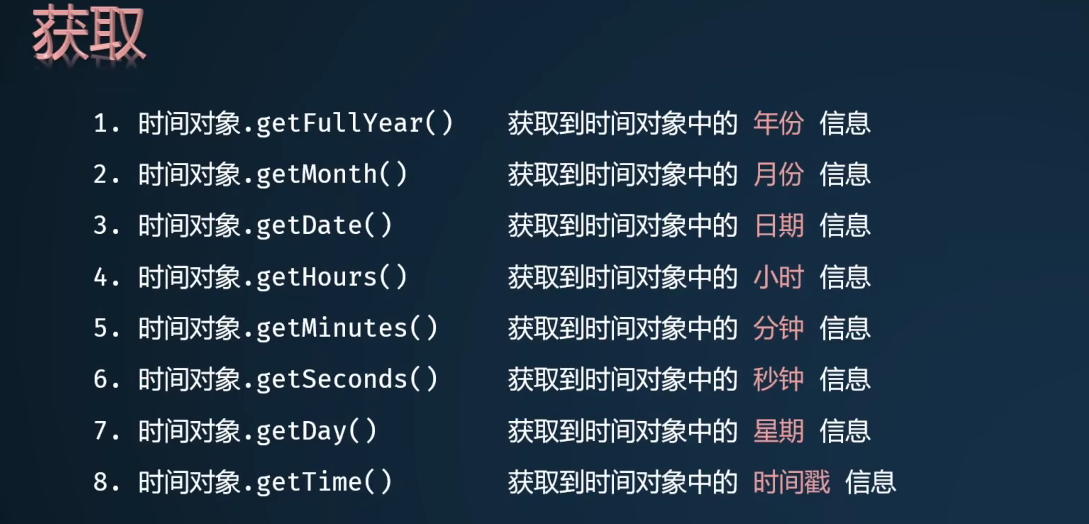 获取
1. 时间对象.getFullYear() 获取到时间对象中的 年份 信息
2. 时间对象.getMonth() 获取到时间对象中的 月份 信息
3. 时间对象.getDate() 获取到时间对象中的 日期 信息
4. 时间对象.getHours() 获取到时间对象中的 小时 信息
5. 时间对象.getMinutes() 获取到时间对象中的 分钟 信息
6. 时间对象.getSeconds() 获取到时间对象中的 秒钟 信息
7. 时间对象.getDay() 获取到时间对象中的 星期 信息
8. 时间对象.getTime() 获取到时间对象中的 时间戳 信息